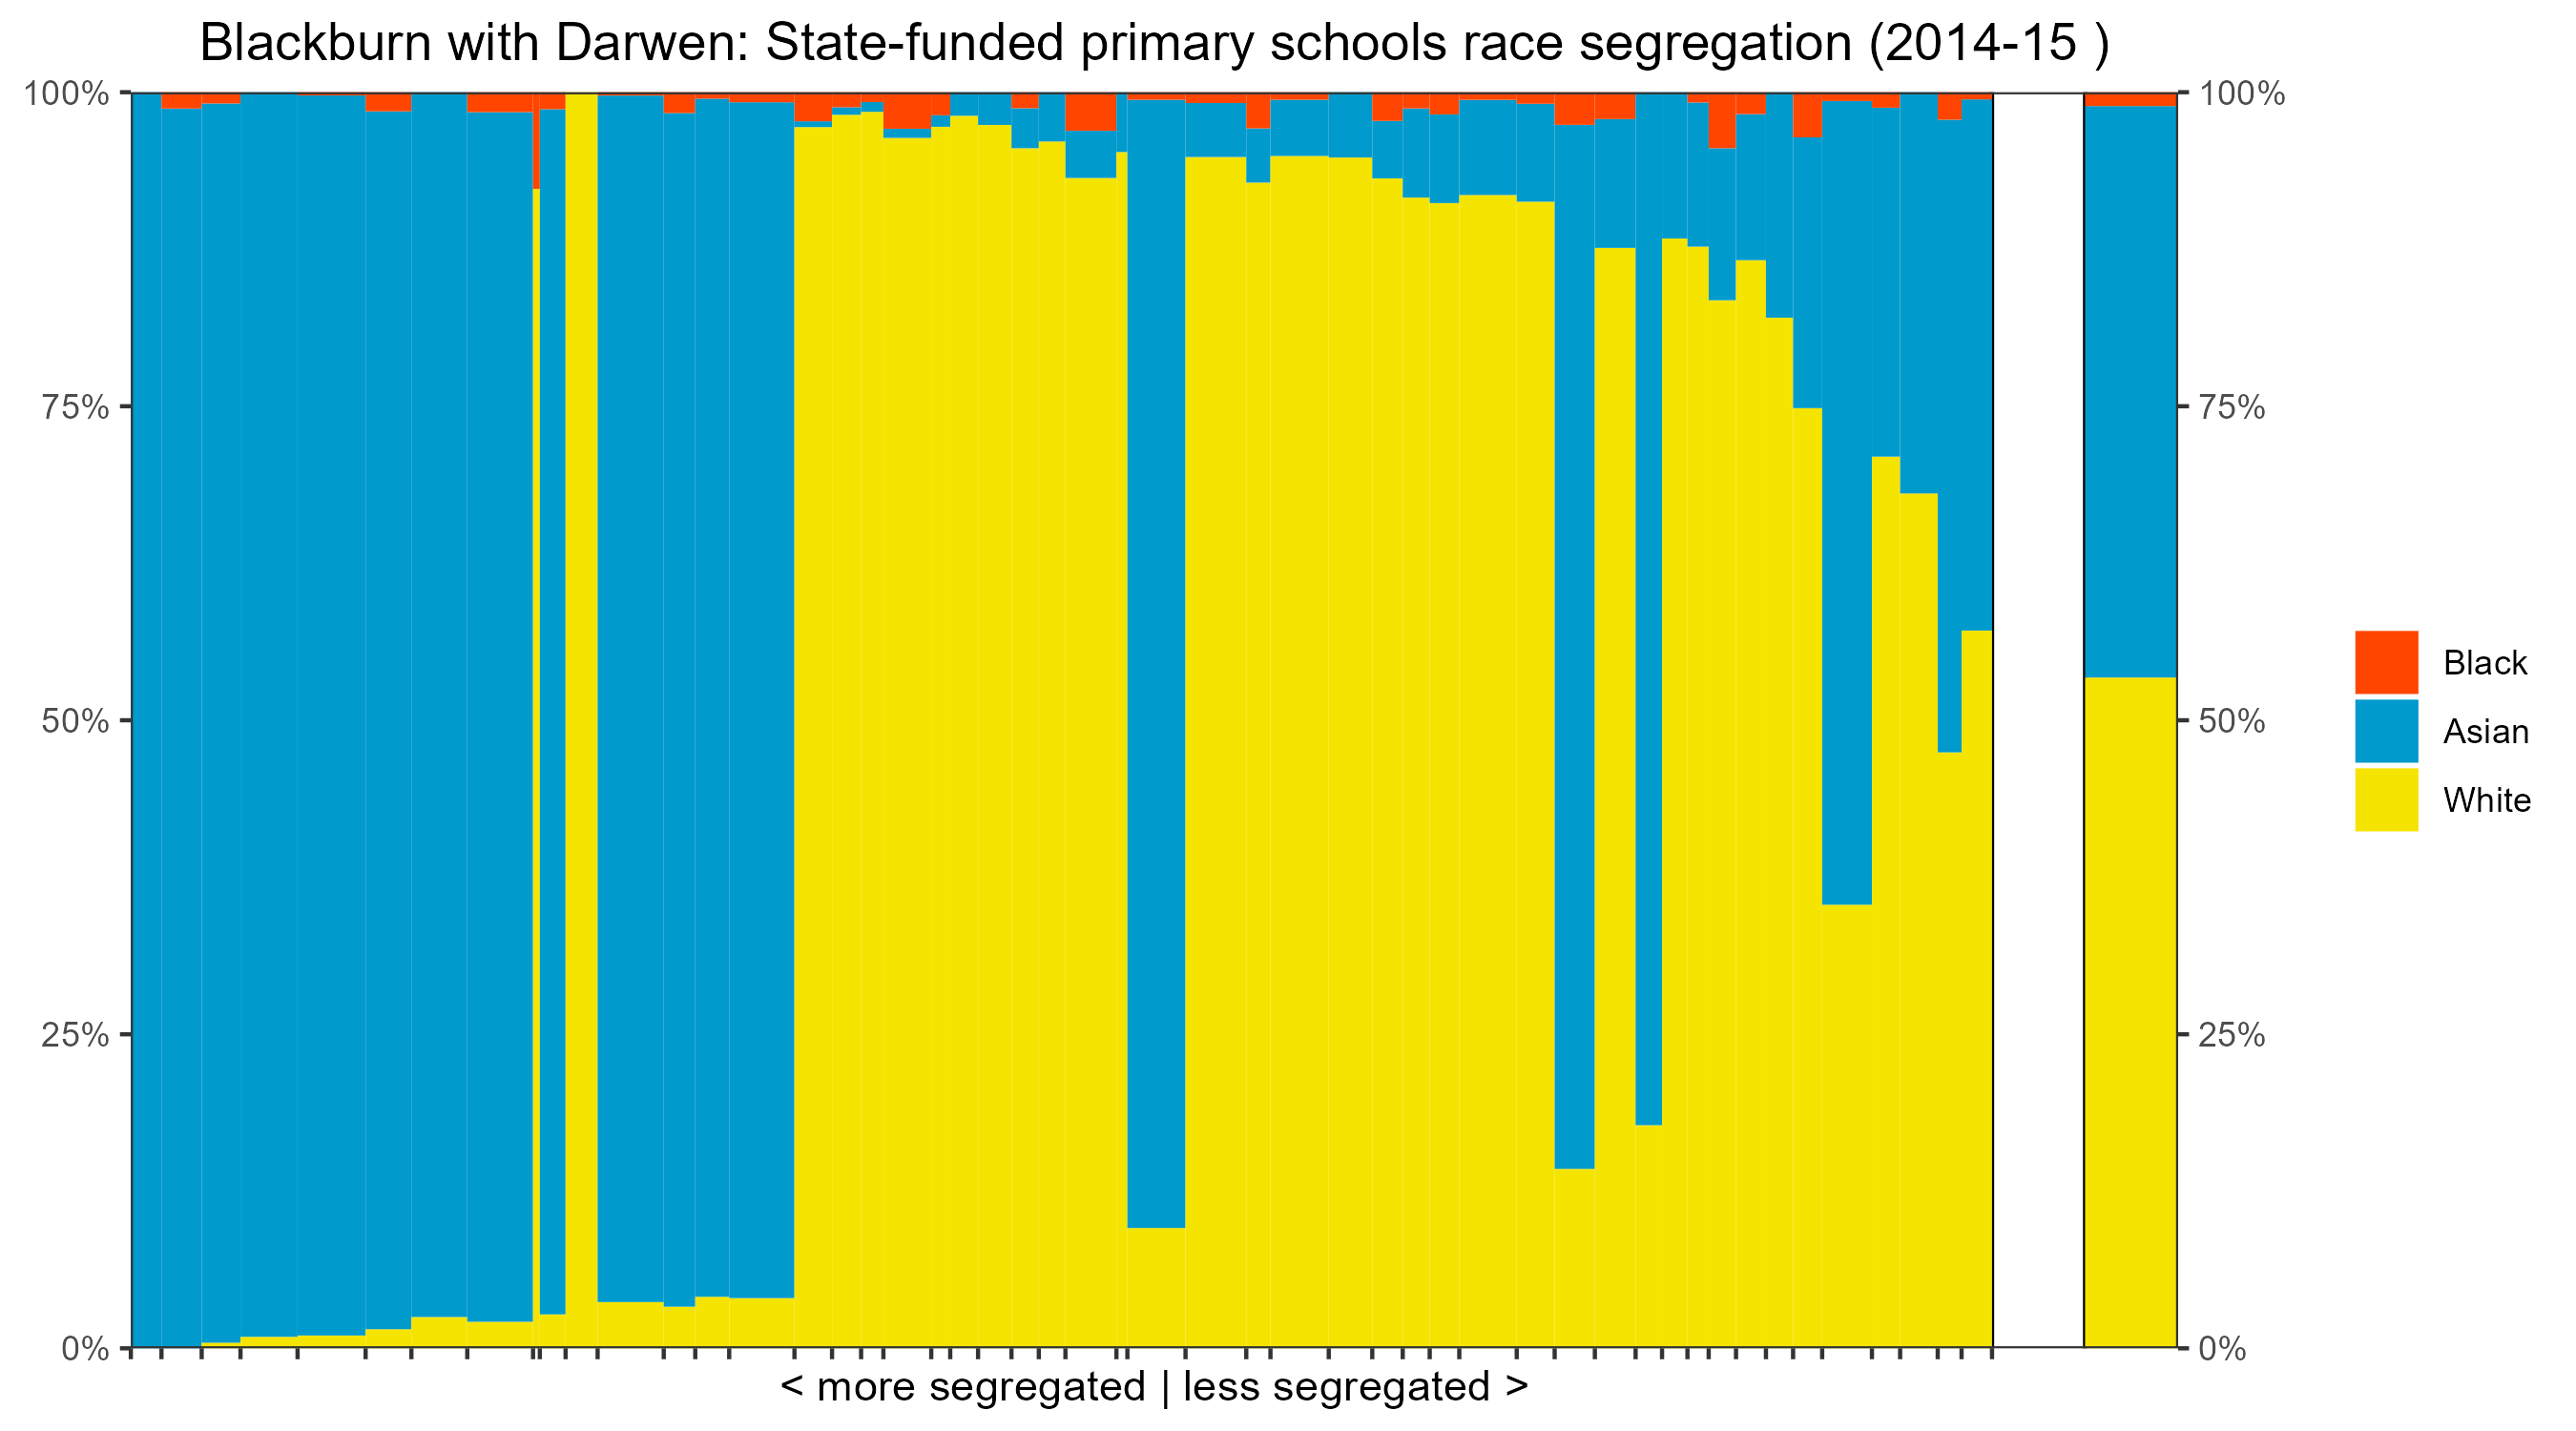 Blackburn with Darwen: State-funded primary schools race segregation (2014-15 )
100%
75%
50%
25%
0%
100%
75%
50%
25%
0%
Black
Asian
White
< more segregated | less segregated >